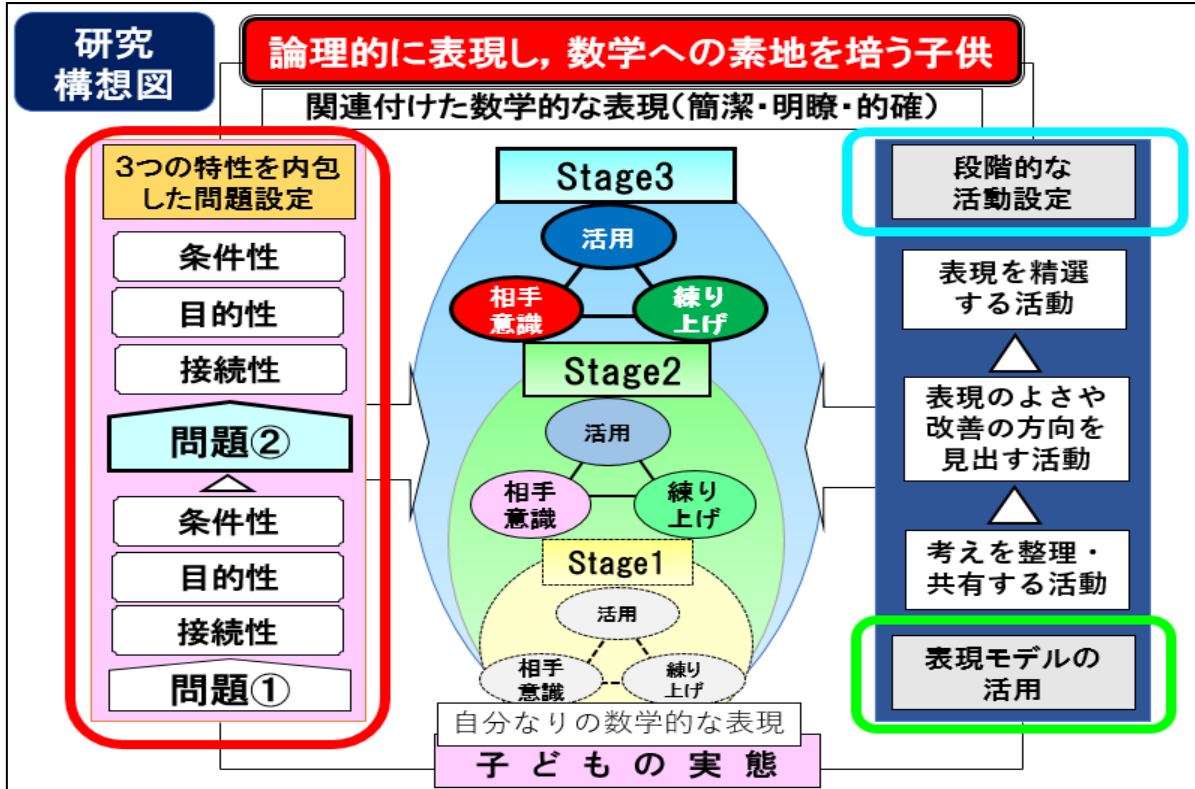 研究
構想図
論理的に表現し，数学への素地を培う子供
関連付けた数学的な表現（簡潔・明瞭・的確）
３つの特性を内包
した問題設定
条件性
目的性
接続性
問題②
条件性
目的性
接続性
問題①
Stage3
活用
相手
意識
練り
上げ
Stage2
活用
相手
意識
練り
上げ
Stage1
活用
相手
意識
練り
上げ
段階的な
活動設定
表現を精選
する活動
表現のよさや
改善の方向を
見出す活動
考えを整理・
共有する活動
表現モデルの
活用
自分なりの数学的な表現
子どもの実態